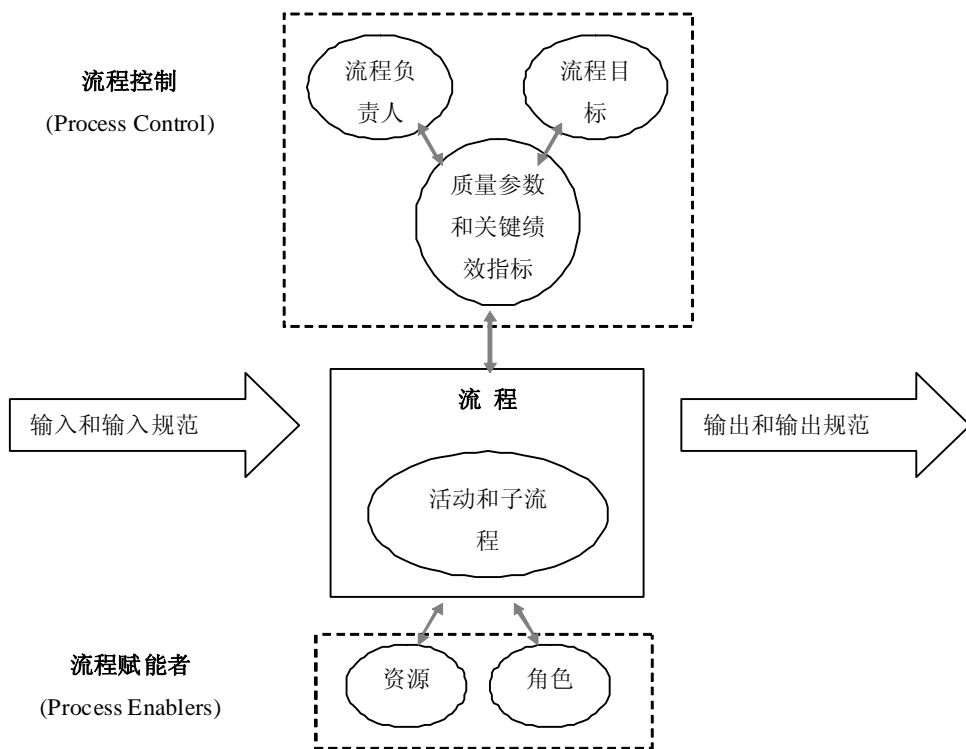 流程控制
(Process Control)
流程负
责人
流程目
标
质量参数
和关键绩
效指标
输入和输入规范
流 程
输出和输出规范
活动和子流
程
流程赋能者
(Process Enablers)
资源
角色